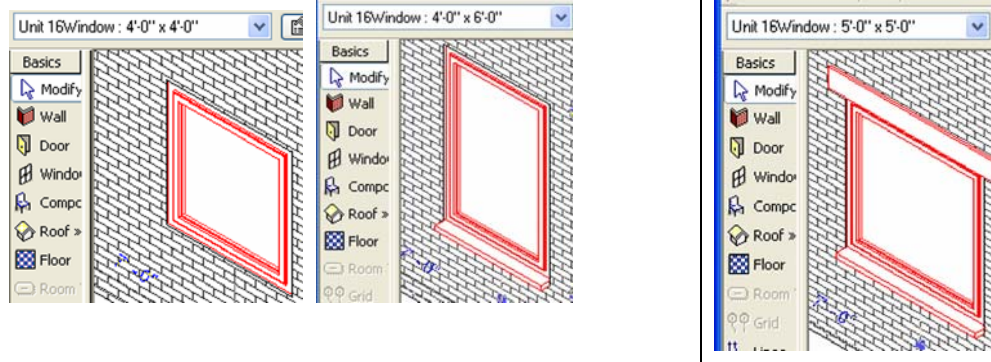 Unit 16Window : 4'-0" x 4'-0"
Basics
Modify
Wall
Door
Windo
Compc
Roof »
Floor
Room
Unit 16Window : 4'-0" x 6'-0"
Basics
Modify
Wall
Door
Windo
Compc
Roof »
Floor
Room
Grid
Unit 16Window : 5'-0" x 5'-0"
Basics
Modify
Wall
Door
Windo
Compc
Roof »
Floor
Room
Grid